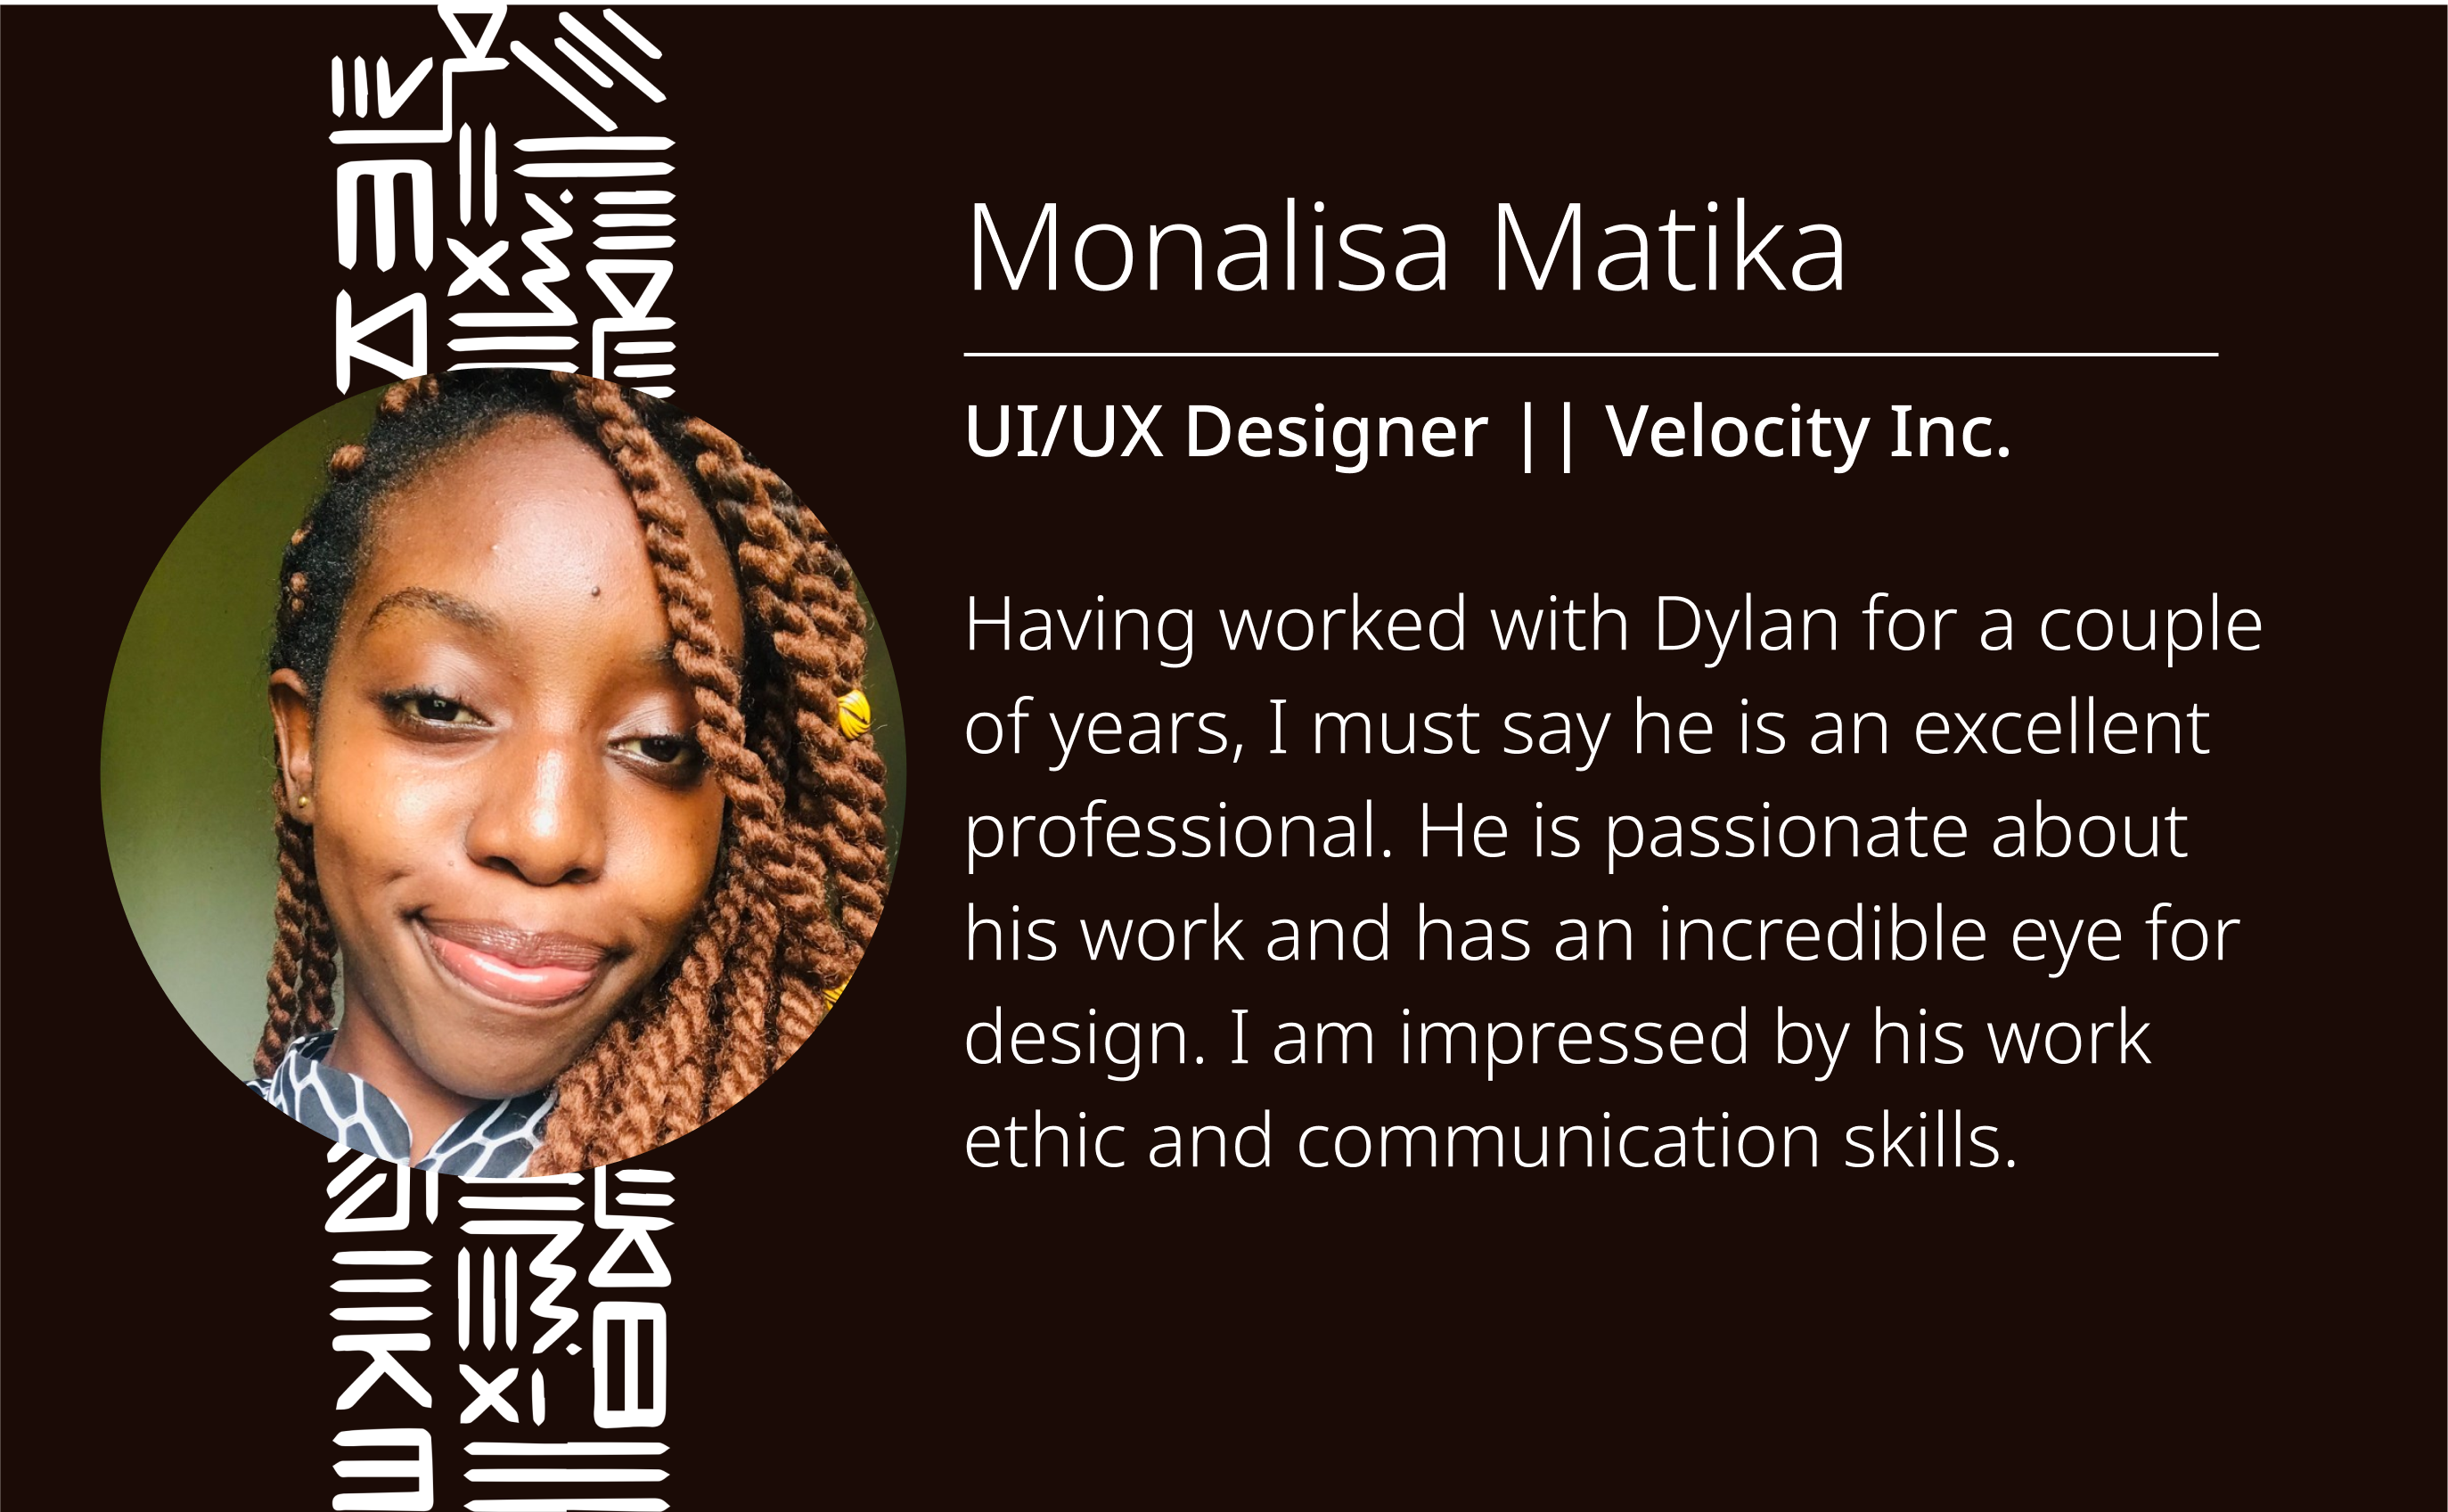 Monalisa Matika
UI/UX Designer || Velocity Inc.
Having worked with Dylan for a couple
of years, I must say he is an excellent
professional. He is passionate about
his work and has an incredible eye for
design. I am impressed by his work
ethic and communication skills.